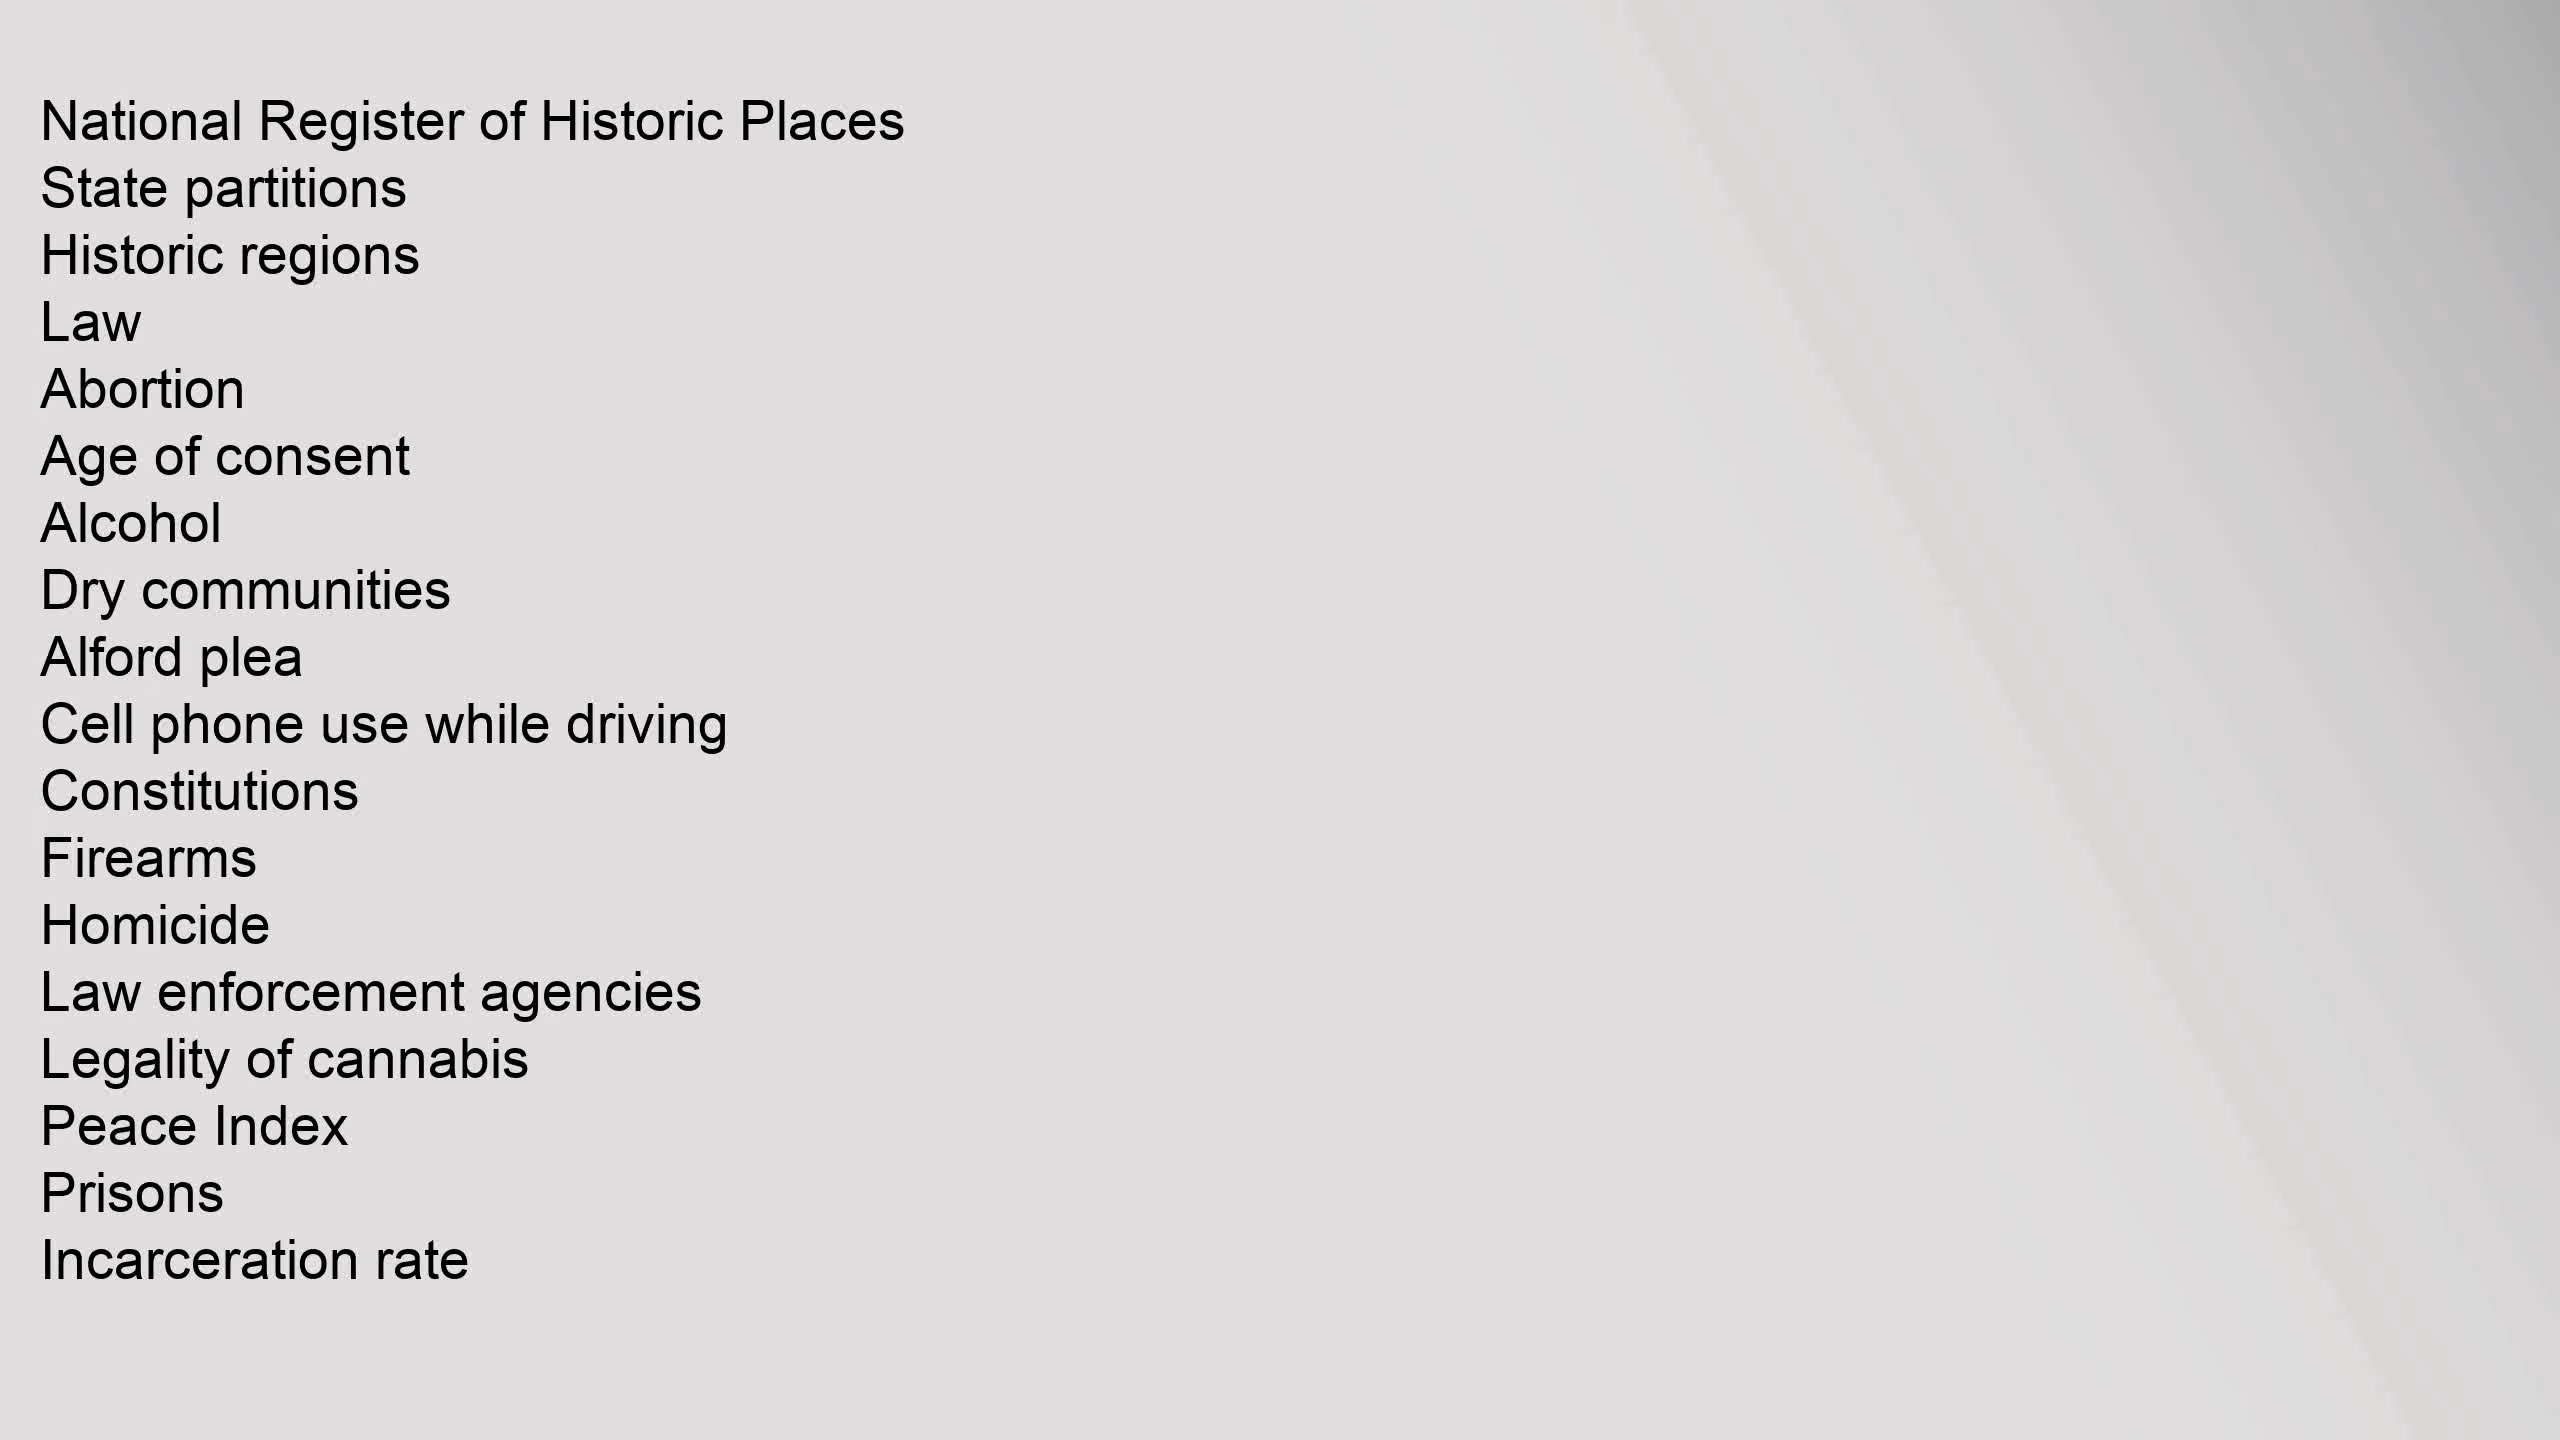 National Register of Historic Places
State partitions
Historic regions
Law
Abortion
Age of consent
Alcohol
Dry communities
Alford plea
Cell phone use while driving
Constitutions
Firearms
Homicide
Law enforcement agencies
Legality of cannabis
Peace Index
Prisons
Incarceration rate